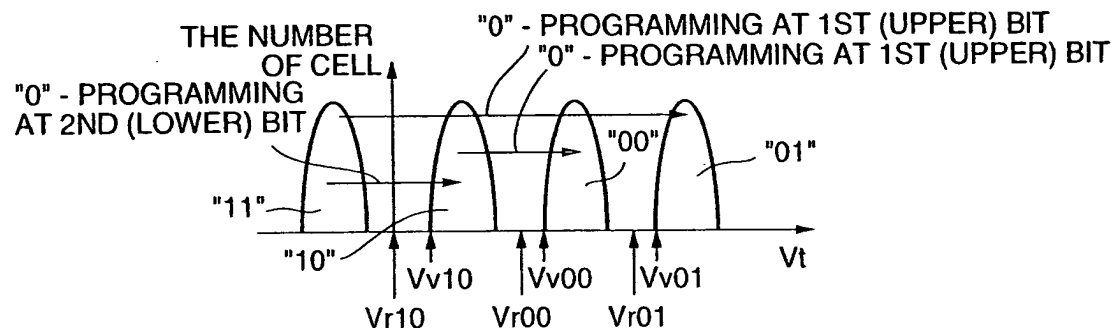 "0" - PROGRAMMING AT 1ST (UPPER) BIT
"0" - PROGRAMMING AT 1ST (UPPER) BIT
THE NUMBER
OF CELL
"0" - PROGRAMMING
AT 2ND (LOWER) BIT
"00"
"01"
"11"
"10"
Vt
Vv10
Vv00
Vv01
Vr10
Vr00
Vr01